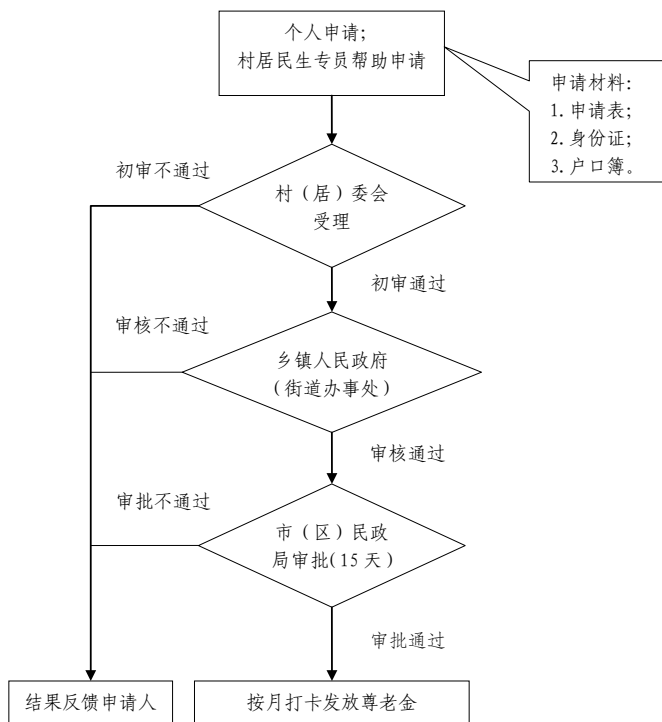 个人申请;
村居民生专员帮助申请
申请材料:
1. 申请表;
2. 身份证;
3. 户口簿。
初审不通过
村（居）委会
受理
初审通过
审核不通过
乡镇人民政府
(街道办事处)
审核通过
审批不通过
市（区）民政
局审批(15 天)
审批通过
结果反馈申请人
按月打卡发放尊老金